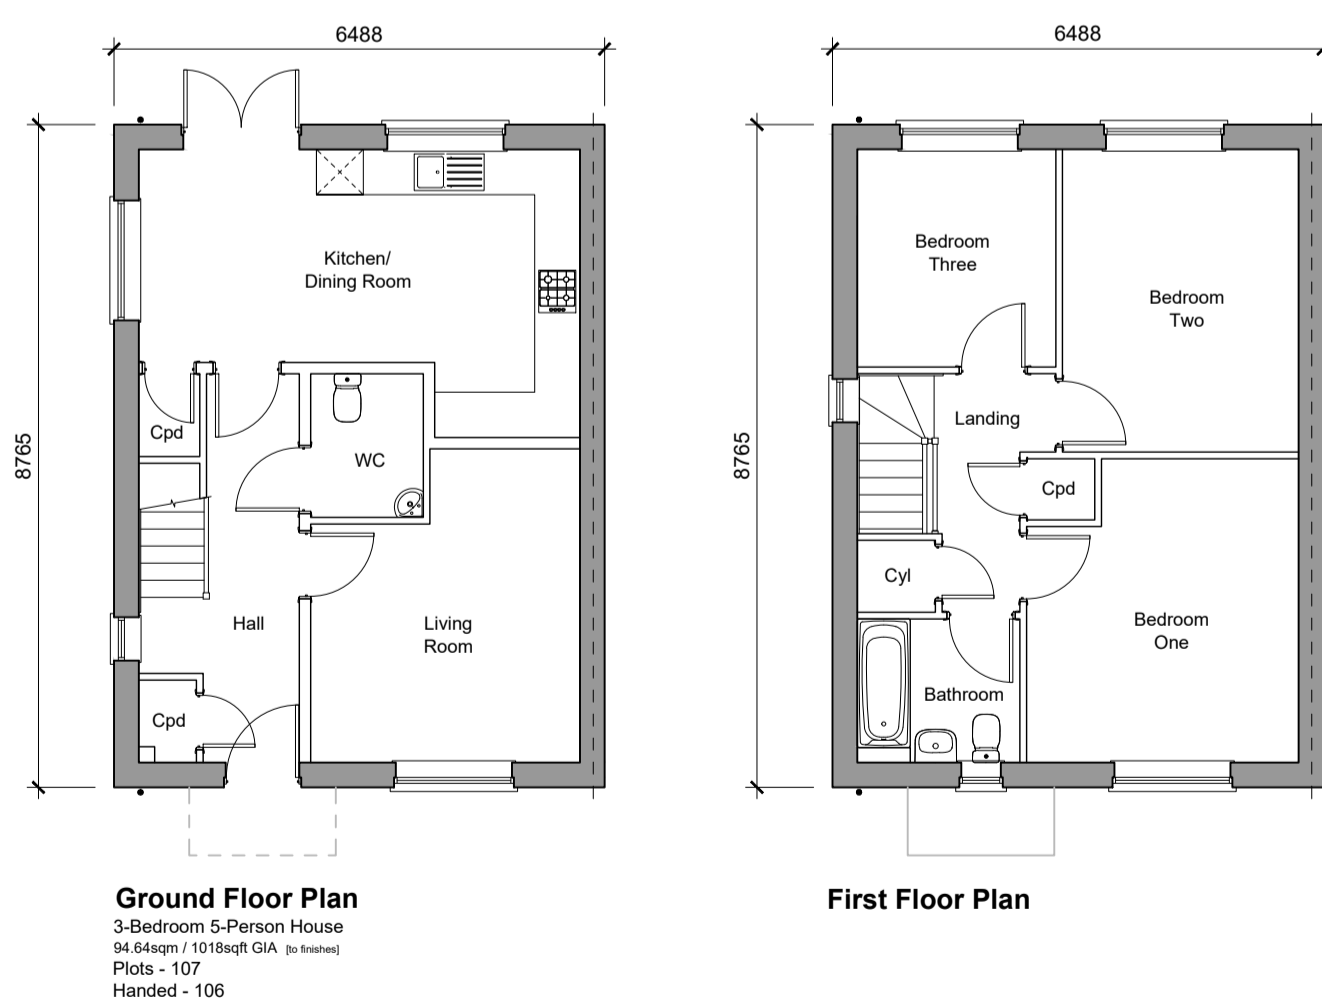 6488
8765
Kitchen/
Dining Room
Cpd
WC
Hall
Living
Room
Cpd
Ground Floor Plan
3-Bedroom 5-Person House
94.64sqm / 1018sqft GIA [to finishes]
Plots - 107
Handed - 106
6488
8765
Bedroom
Three
Bedroom
Two
Landing
Cpd
Cyl
Bedroom
One
Bathroom
First Floor Plan